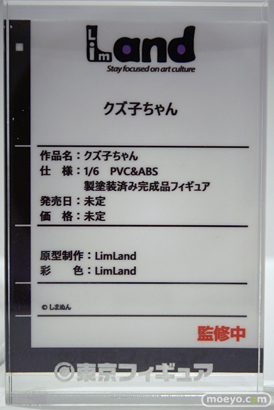 LimLand
Stay focused on art culture
クズ子ちゃん
作品名：クズ子ちゃん
仕　様：1/6　PVC&ABS
製塗装済み完成品フィギュア
発売日：未定
価　格：未定
原型制作：LimLand
彩　　色：LimLand
© しまぬん
監修中
東京フィギュア
moeyo.com